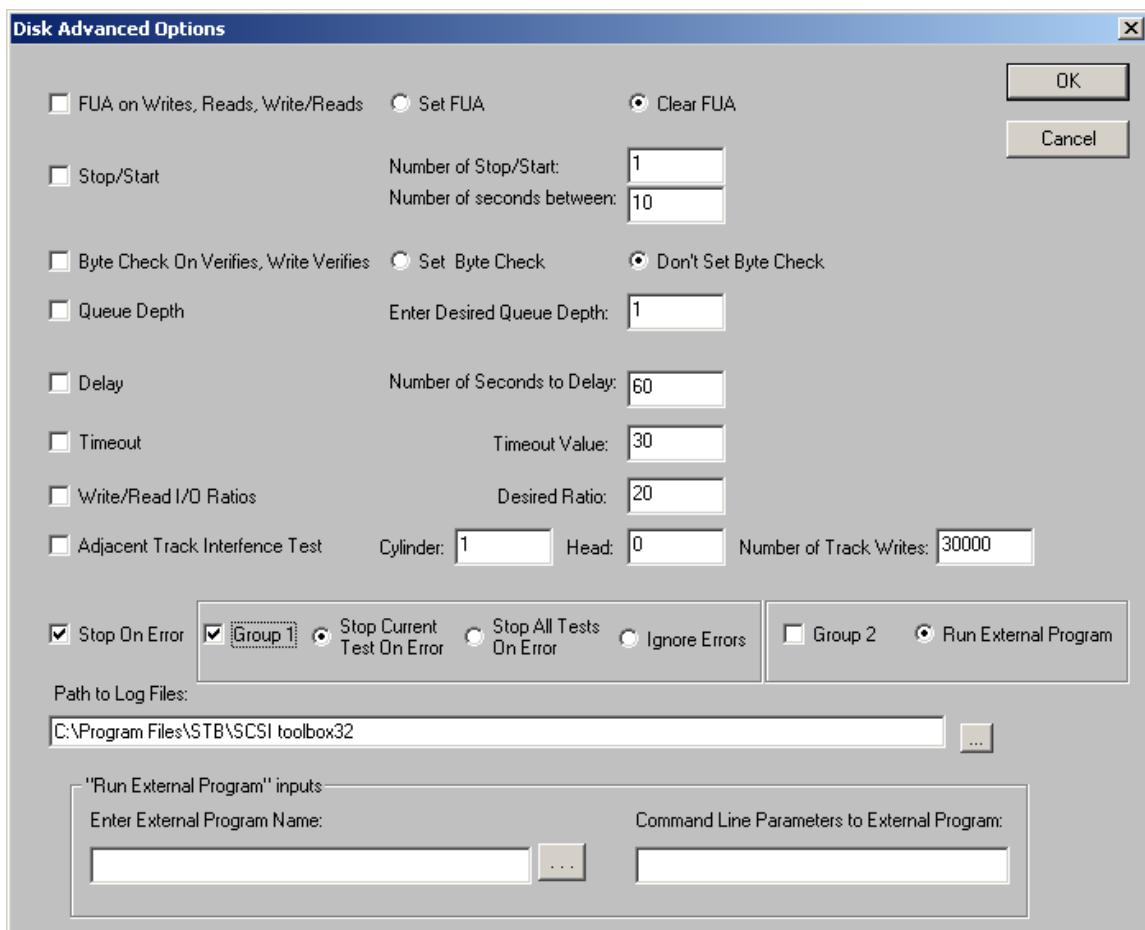 Disk Advanced Options
OK
FUA on Writes, Reads, Write/Reads Set FUA Clear FUA
Cancel
Stop/Start Number of Stop/Start: 1
Number of seconds between: 10
Byte Check On Verifies, Write Verifies Set Byte Check Don't Set Byte Check
Queue Depth Enter Desired Queue Depth: 1
Delay Number of Seconds to Delay: 60
Timeout Timeout Value: 30
Write/Read I/O Ratios Desired Ratio: 20
Adjacent Track Interfence Test Cylinder: 1 Head: 0 Number of Track Writes: 30000
Stop On Error Group 1 Stop Current Test On Error Stop All Tests On Error Ignore Errors Group 2 Run External Program
Path to Log Files:
C:\Program Files\STB\SCSI toolbox32
...
"Run External Program" inputs
Enter External Program Name: Command Line Parameters to External Program:
...